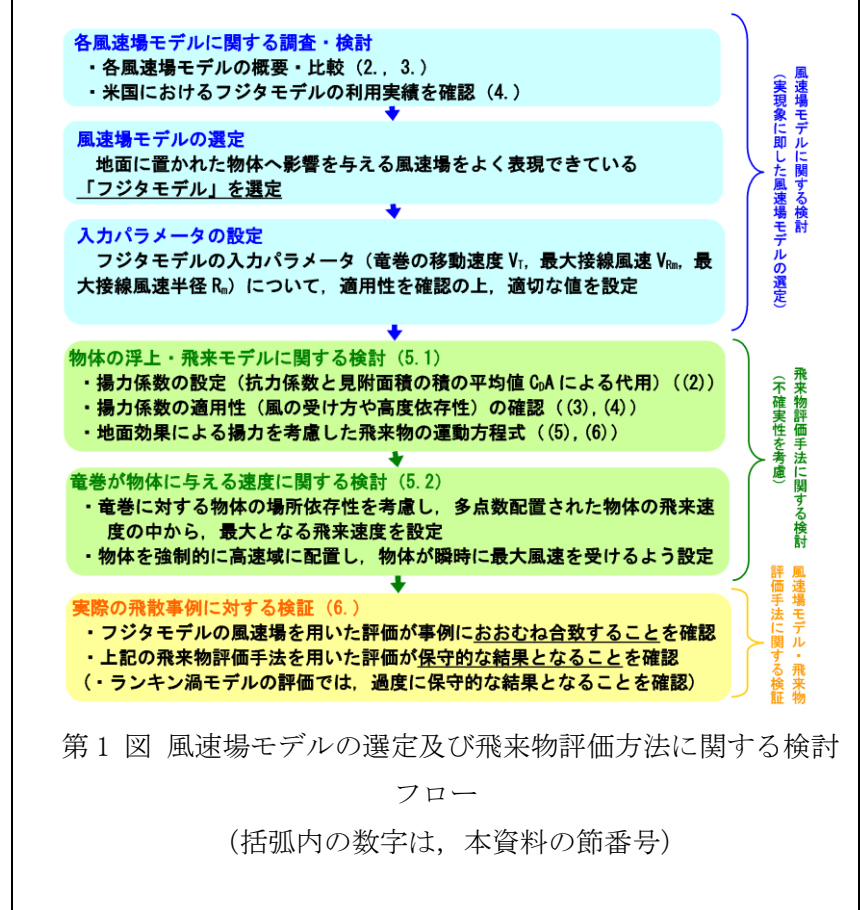 各風速場モデルに関する調査・検討
・各風速場モデルの概要・比較（2., 3.）
・米国におけるフジタモデルの利用実績を確認（4.）
風速場モデルの選定
地面に置かれた物体へ影響を与える風速場をよく表現できている
「フジタモデル」を選定
入力パラメータの設定
フジタモデルの入力パラメータ（竜巻の移動速度 VT, 最大接線風速 VRm, 最
大接線風速半径 Rm）について，適用性を確認の上，適切な値を設定
風速場モデルに関する検討
（実現象に即した風速場モデルの選定）
物体の浮上・飛来モデルに関する検討（5.1）
・揚力係数の設定（抗力係数と見附面積の積の平均値 CDA による代用）（(2)）
・揚力係数の適用性（風の受け方や高度依存性）の確認（(3), (4)）
・地面効果による揚力を考慮した飛来物の運動方程式（(5), (6)）
竜巻が物体に与える速度に関する検討（5.2）
・竜巻に対する物体の場所依存性を考慮し，多点数配置された物体の飛来速
度の中から，最大となる飛来速度を設定
・物体を強制的に高速域に配置し，物体が瞬時に最大風速を受けるよう設定
飛来物評価手法に関する検討
（不確実性を考慮）
実際の飛散事例に対する検証（6.）
・フジタモデルの風速場を用いた評価が事例におおむね合致することを確認
・上記の飛来物評価手法を用いた評価が保守的な結果となることを確認
（・ランキン渦モデルの評価では，過度に保守的な結果となることを確認）
風速場モデル・飛来物
評価手法に関する検証
第1 図 風速場モデルの選定及び飛来物評価方法に関する検討
フロー
（括弧内の数字は，本資料の節番号）